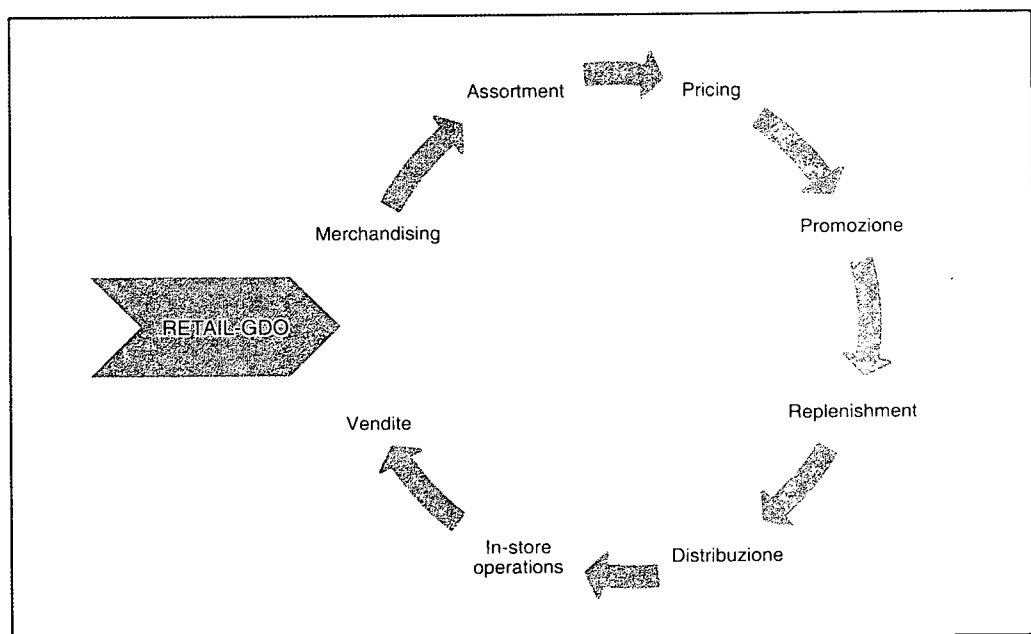 Assortment
Pricing
Merchandising
Promozione
RETAIL-GDO
Replenishment
Vendite
In-store
operations
Distribuzione